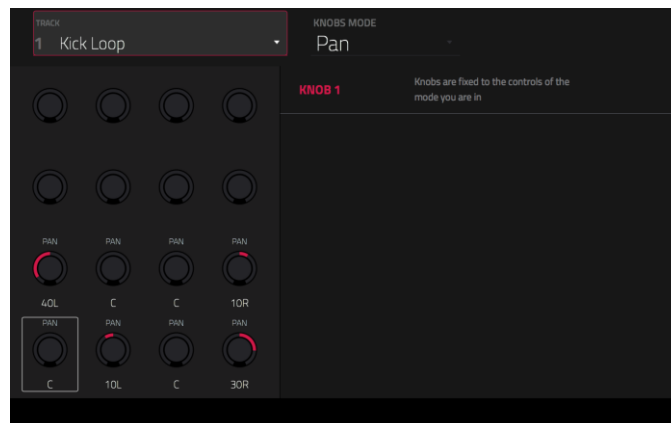 TRACK
1 Kick Loop
KNOBS MODE
Pan
KNOB 1
Knobs are fixed to the controls of the
mode you are in
PAN PAN PAN PAN
40L C C 10R
PAN PAN PAN PAN
C 10L C 30R